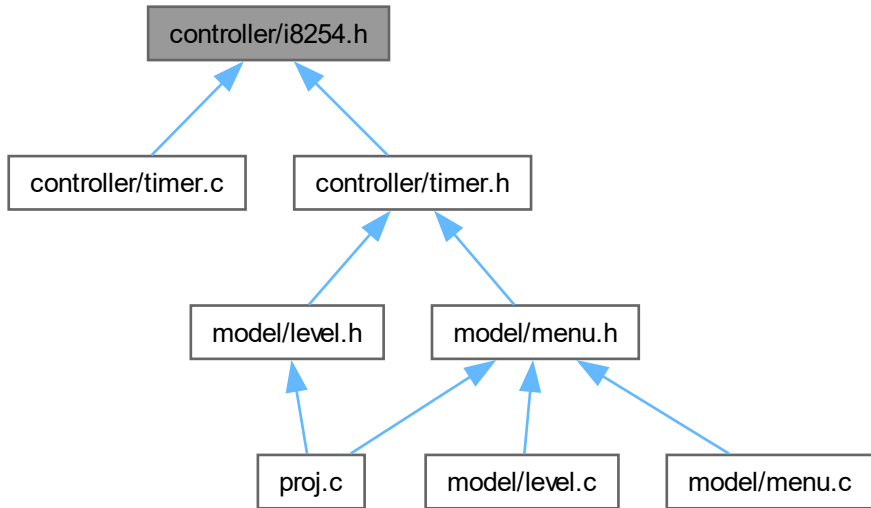 controller/i8254.h
controller/timer.c
controller/timer.h
model/level.h
model/menu.h
proj.c
model/level.c
model/menu.c